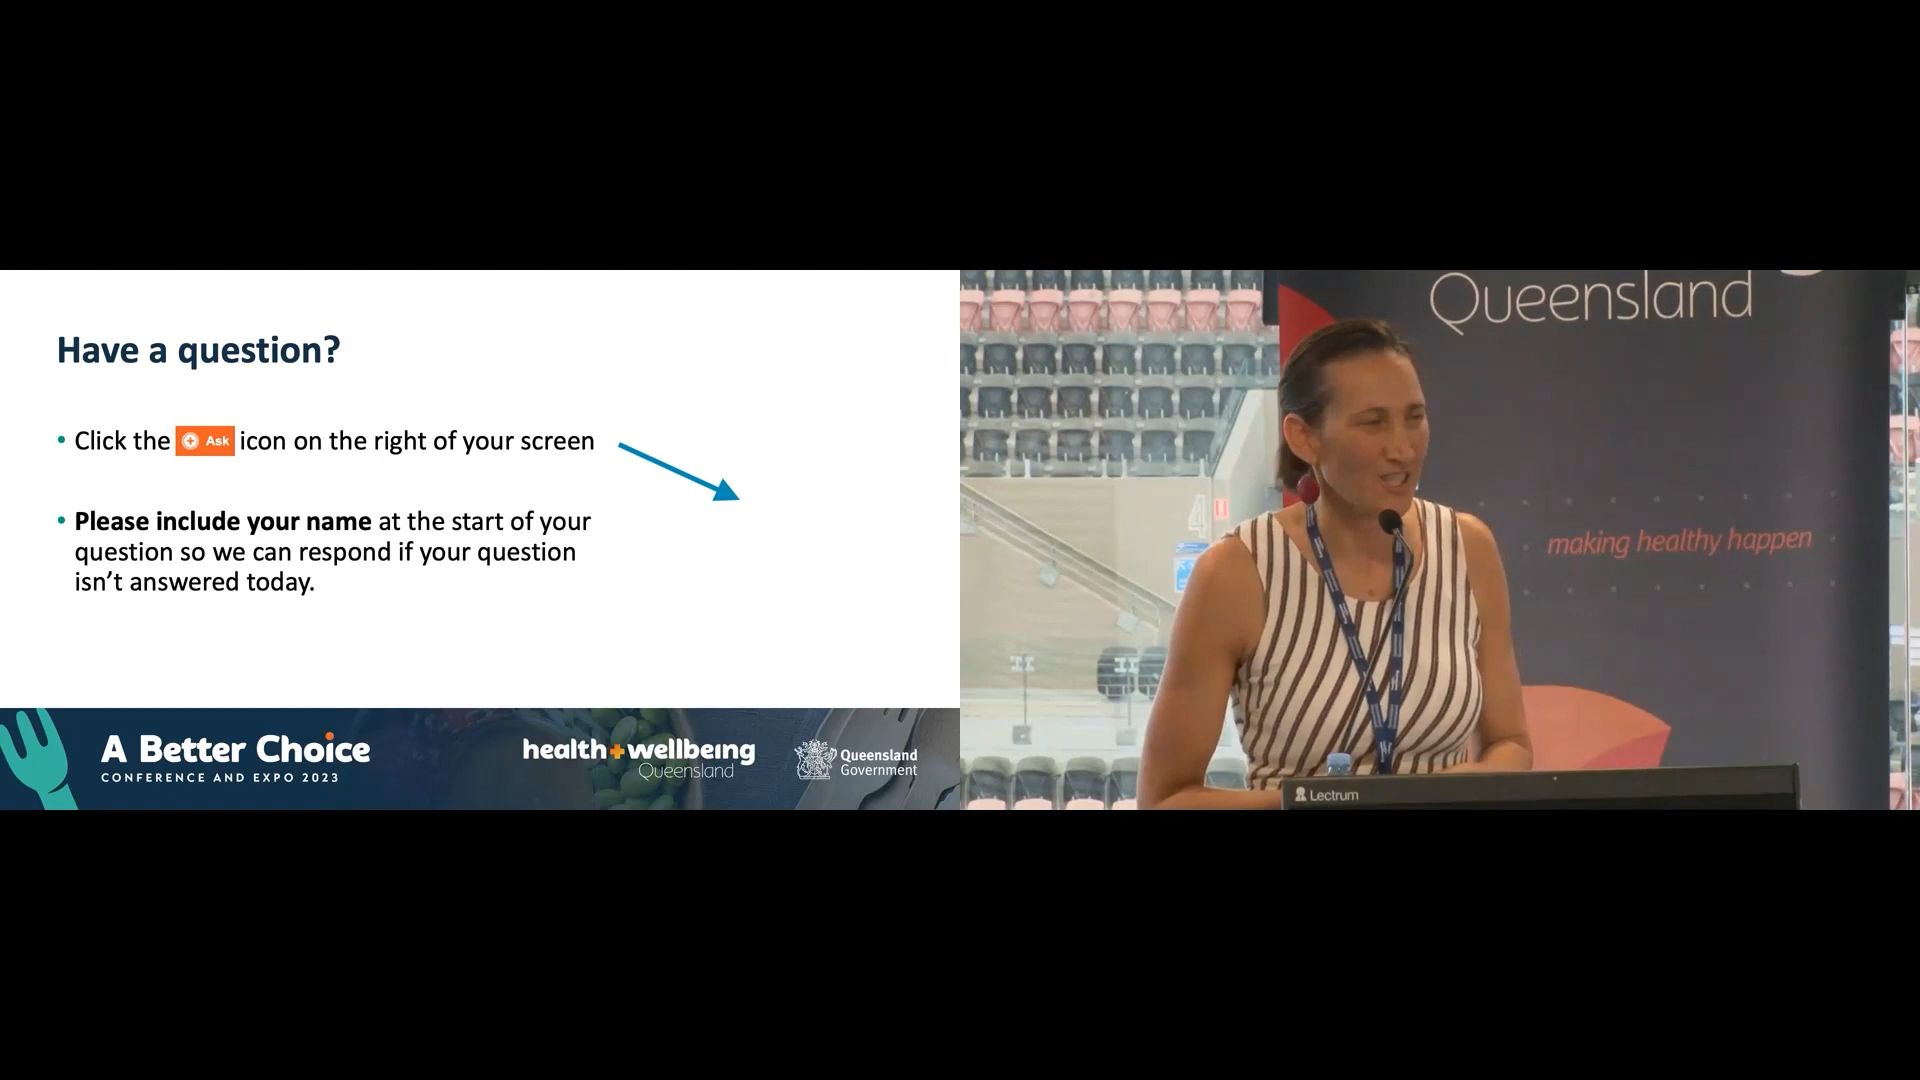 Have a question?
• Click the Ask icon on the right of your screen
• Please include your name at the start of your
question so we can respond if your question
isn't answered today.
A Better Choice
CONFERENCE AND EXPO 2023
health+wellbeing
Queensland
Queensland
Government
Queensland
4
making healthy happen
Lectrum